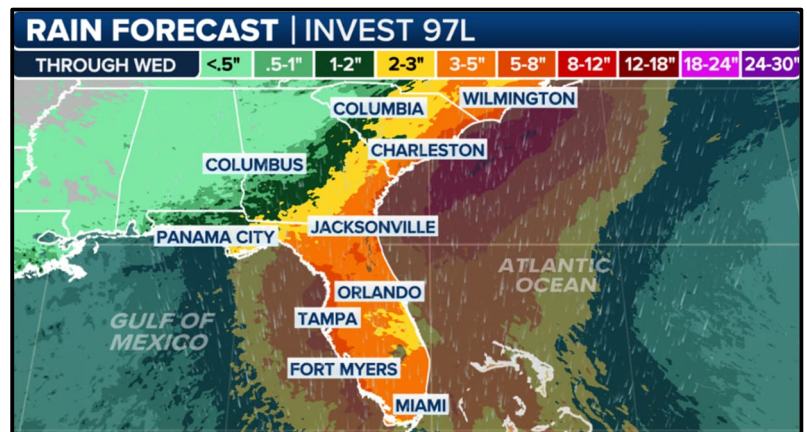 RAIN FORECAST | INVEST 97L
THROUGH WED <.5" .5-1" 1-2" 2-3" 3-5" 5-8" 8-12" 12-18" 18-24" 24-30"
WILMINGTON
COLUMBIA
CHARLESTON
COLUMBUS
JACKSONVILLE
PANAMA CITY
ATLANTIC
OCEAN
ORLANDO
GULF OF
MEXICO
TAMPA
FORT MYERS
MIAMI